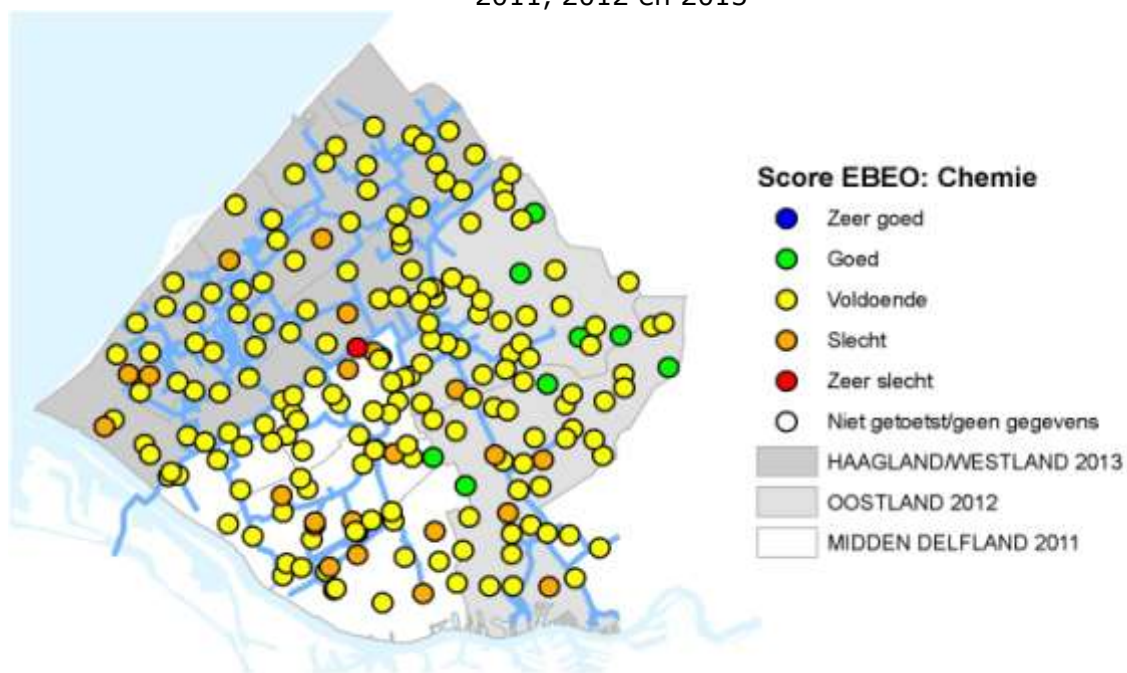 2011, 2012 en 2013
Score EBEO: Chemie
Zeer goed
Goed
Voldoende
Slecht
Zeer slecht
Niet getoetst/geen gegevens
HAAGLAND/WESTLAND 2013
OOSTLAND 2012
MIDDEN DELFLAND 2011